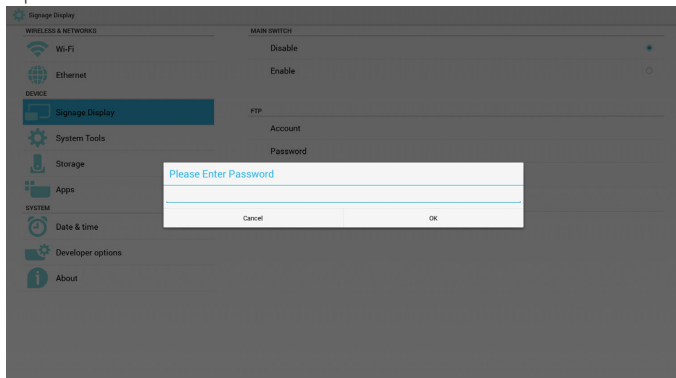 Signage Display
WIRELESS & NETWORKS
Wi-Fi
Ethernet
DEVICE
Signage Display
System Tools
Storage
Apps
SYSTEM
Date & time
Developer options
About
MAIN SWITCH
Disable
Enable
FTP
Account
Password
Please Enter Password
Cancel
OK